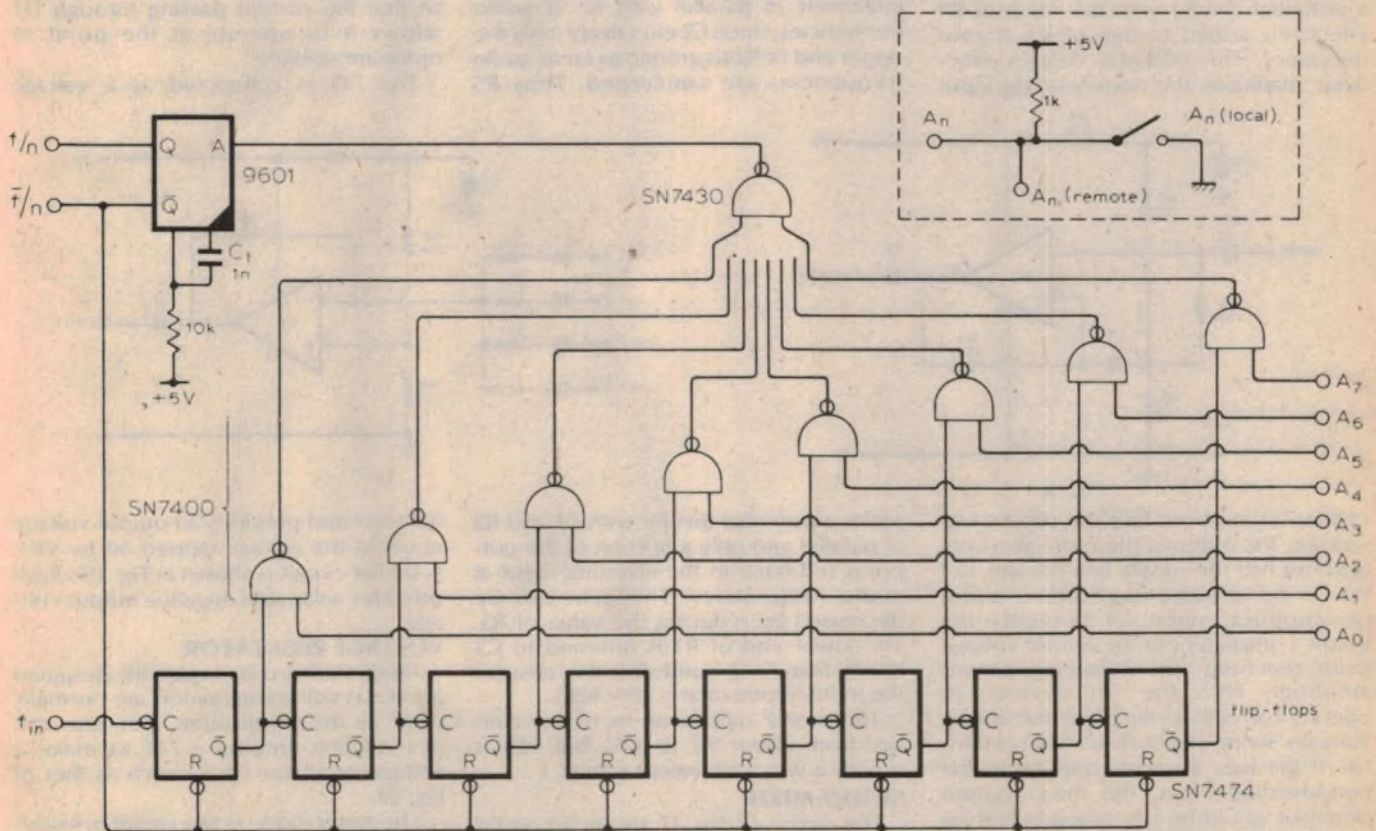 +5V
1k
An
An (local)
An (remote)
f/n
Q
A
f̄/n
Q̄
9601
SN7430
C1
1n
10k
+5V
A7
A6
A5
A4
A3
A2
A1
A0
SN7400
fin
C Q̄ R
C Q̄ R
C Q̄ R
C Q̄ R
C Q̄ R
C Q̄ R
C Q̄ R
C Q̄ R
flip-flops
SN7474